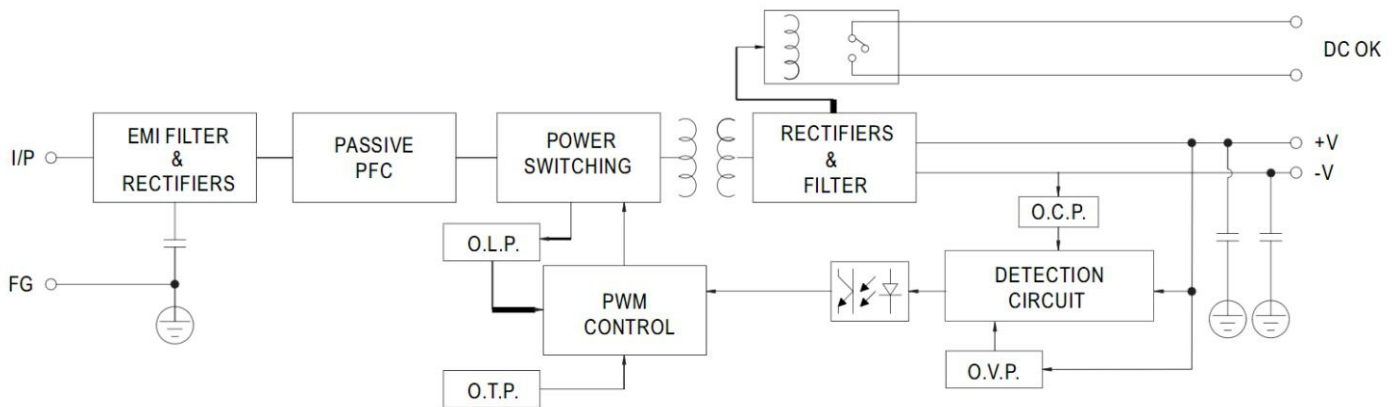 DC OK
I/P
EMI FILTER
&
RECTIFIERS
PASSIVE
PFC
POWER
SWITCHING
RECTIFIERS
&
FILTER
+V
-V
O.C.P.
O.L.P.
FG
PWM
CONTROL
DETECTION
CIRCUIT
O.T.P.
O.V.P.